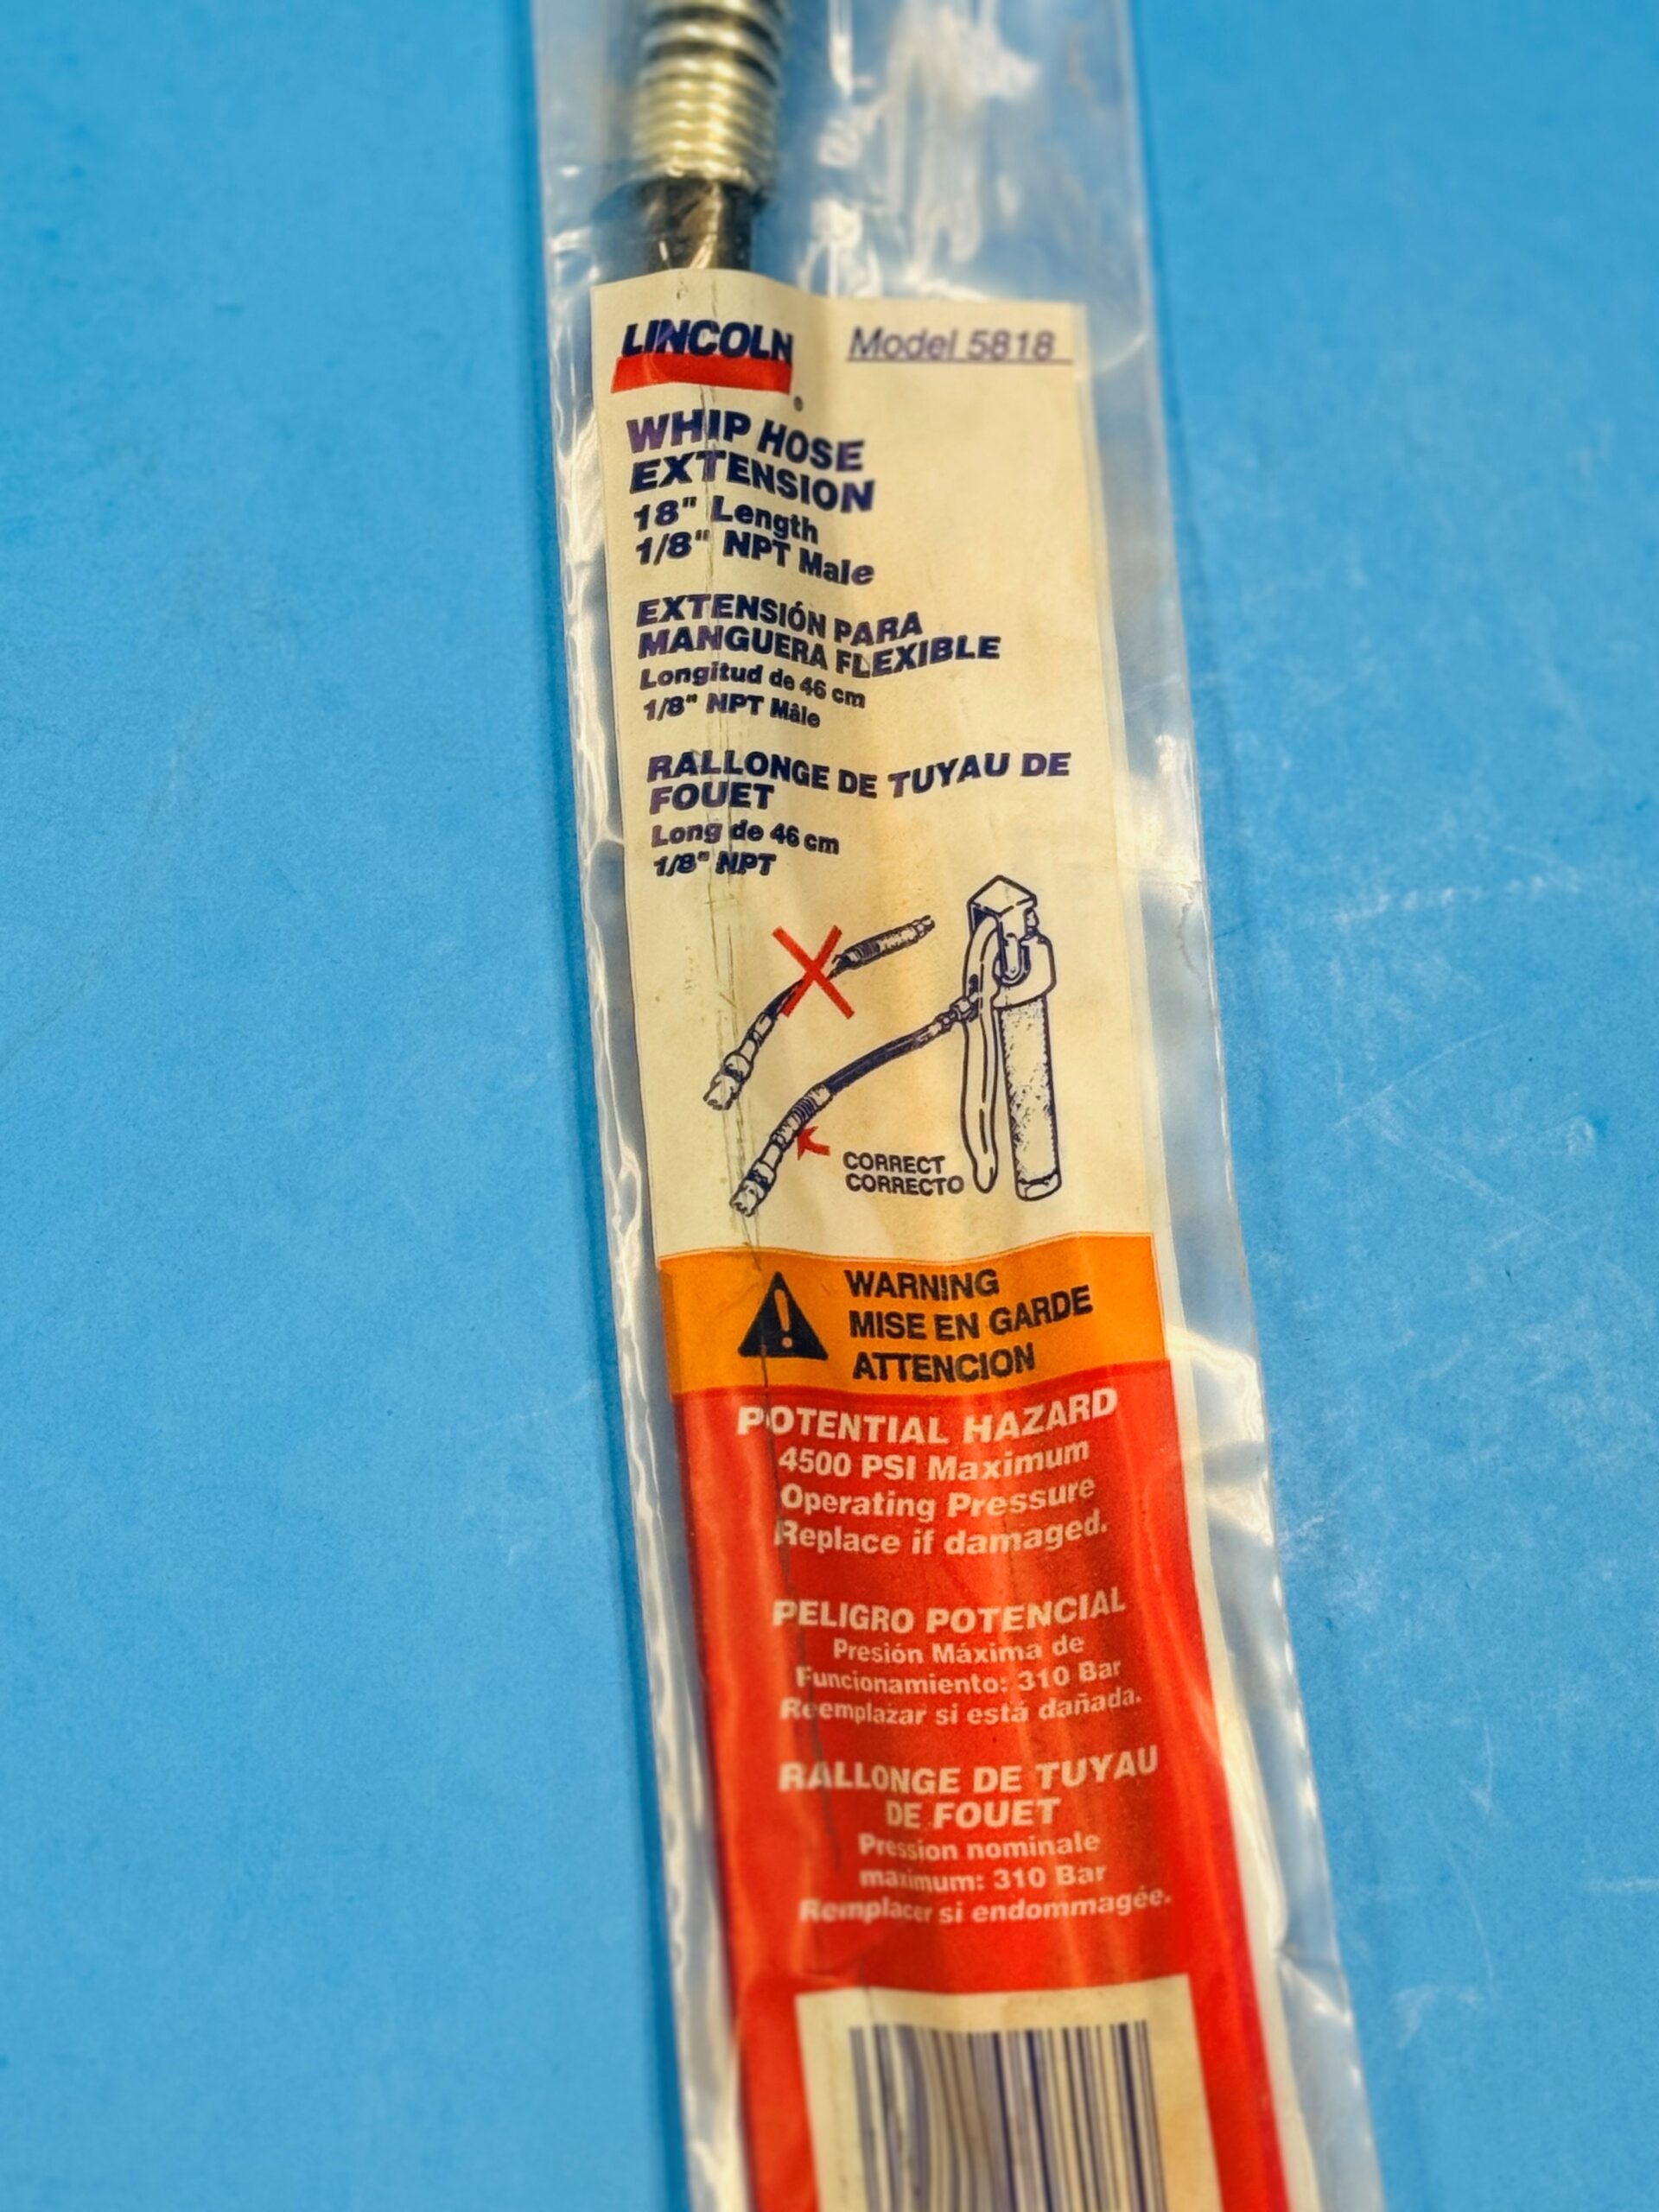 LINCOLN
®
Model 5818
WHIP HOSE
EXTENSION
18" Length
1/8" NPT Male
EXTENSIÓN PARA
MANGUERA FLEXIBLE
Longitud de 46 cm
1/8" NPT Mâle
RALLONGE DE TUYAU DE
FOUET
Long de 46 cm
1/8" NPT
CORRECT
CORRECTO
WARNING
MISE EN GARDE
ATTENCION
POTENTIAL HAZARD
4500 PSI Maximum
Operating Pressure
Replace if damaged.
PELIGRO POTENCIAL
Presión Máxima de
Funcionamiento: 310 Bar
Reemplazar si está dañada.
RALLONGE DE TUYAU
DE FOUET
Pression nominale
maximum: 310 Bar
Remplacer si endommagée.